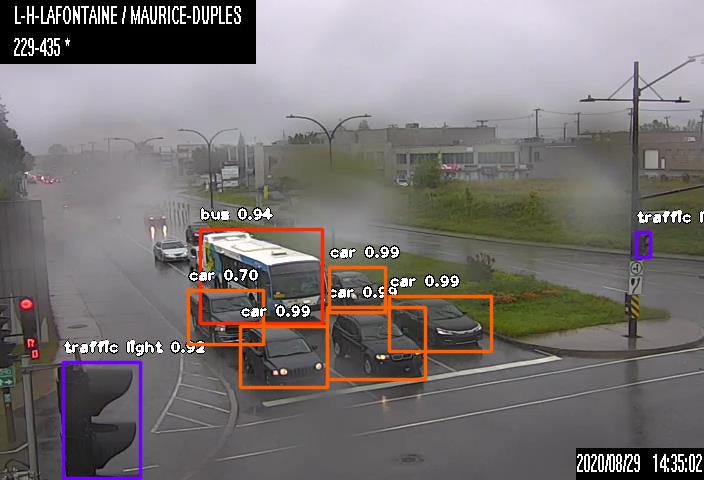 L-H-LAFONTAINE / MAURICE-DUPLES
229-435 *
bus 0.94
traffic l
car 0.99
car 0.70
car 0.99
car 0.99
car 0.99
traffic light 0.92
2020/08/29 14:35:02